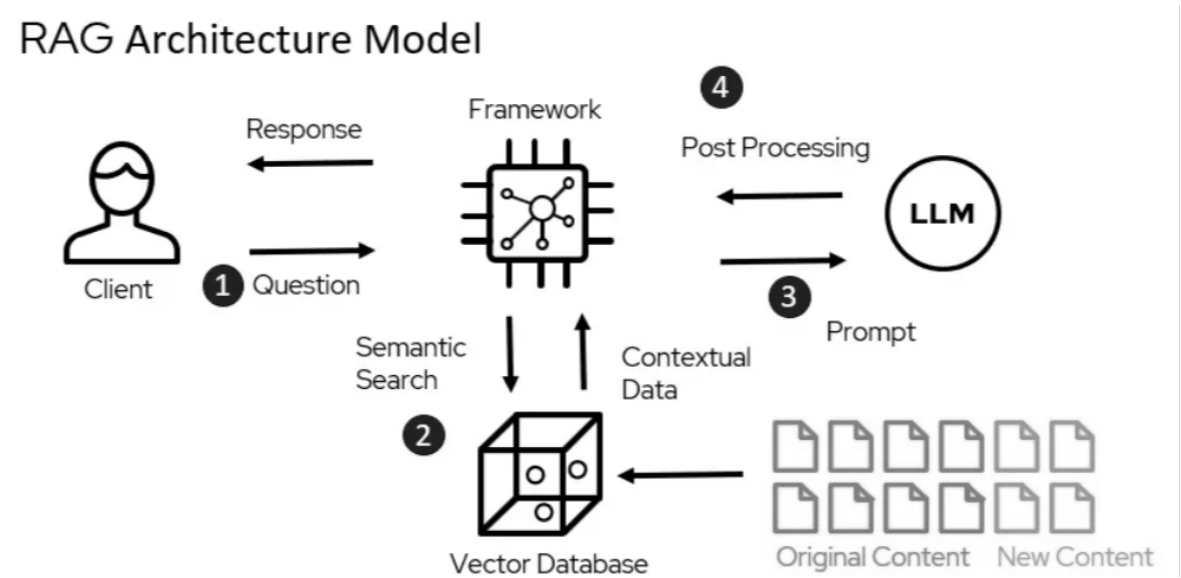 RAG Architecture Model
4
Framework
Response
Post Processing
LLM
Client
1
Question
3
Prompt
Semantic
Search
Contextual
Data
2
Vector Database
Original Content
New Content